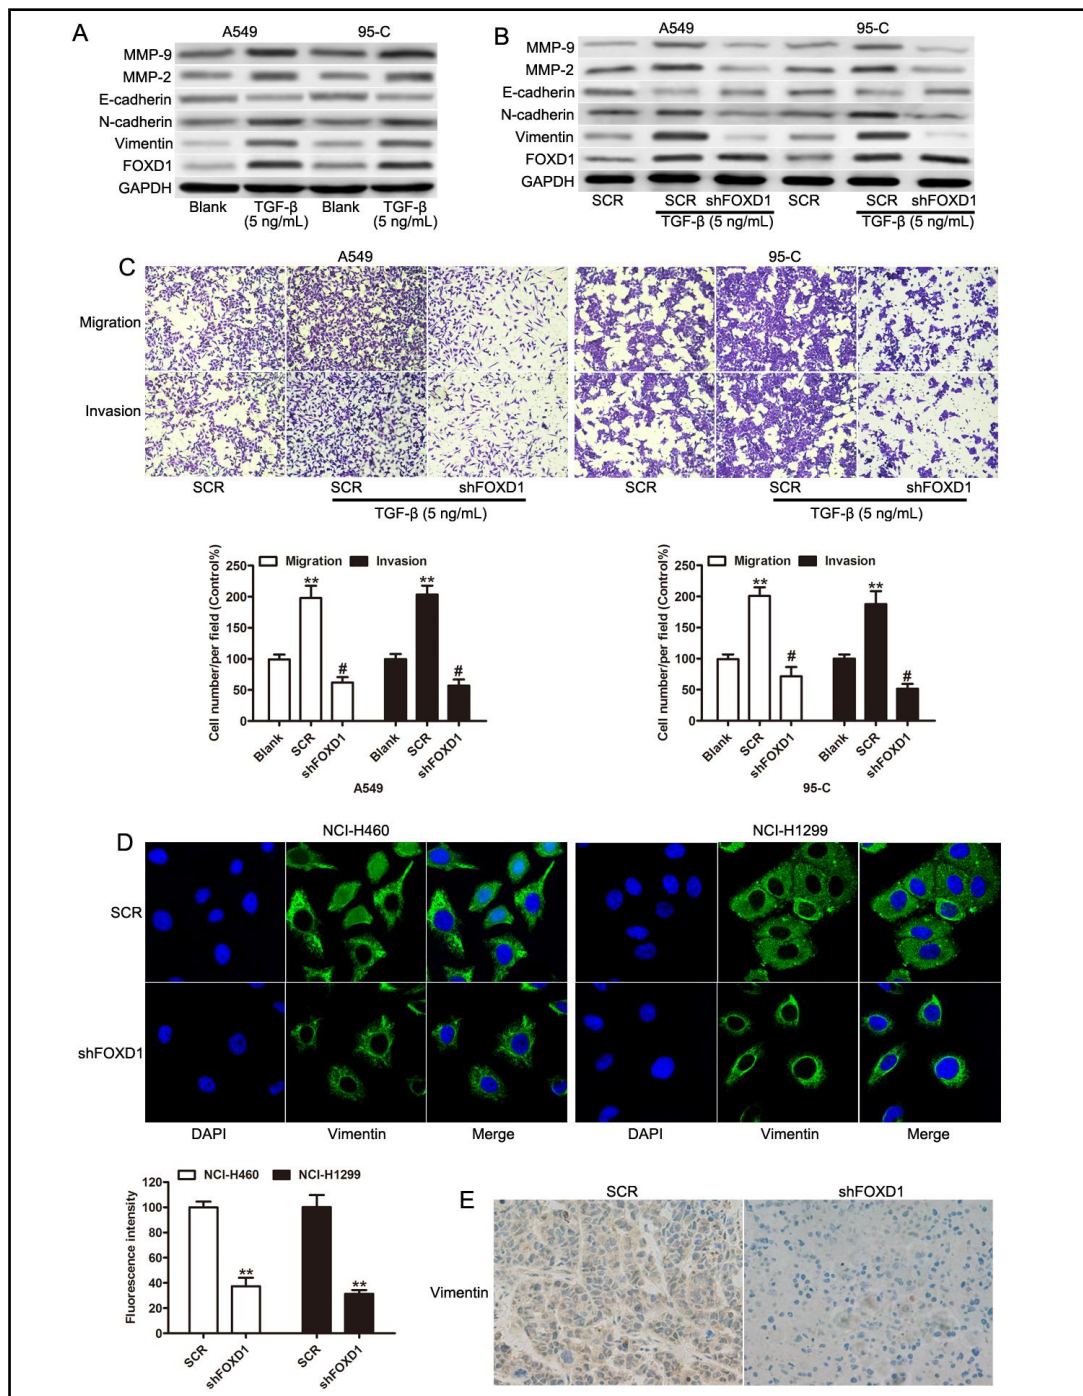 A
A549 95-C
MMP-9
MMP-2
E-cadherin
N-cadherin
Vimentin
FOXD1
GAPDH
Blank TGF-β Blank TGF-β
(5 ng/mL) (5 ng/mL)
B
A549 95-C
MMP-9
MMP-2
E-cadherin
N-cadherin
Vimentin
FOXD1
GAPDH
SCR SCR shFOXD1 SCR SCR shFOXD1
TGF-β (5 ng/mL) TGF-β (5 ng/mL)
C
A549 95-C
Migration
Invasion
SCR SCR shFOXD1 SCR SCR shFOXD1
TGF-β (5 ng/mL) TGF-β (5 ng/mL)
Cell number/per field (Control%)
Migration Invasion
250
200
150
100
50
0
** **
# #
Blank SCR shFOXD1 Blank SCR shFOXD1
A549
Cell number/per field (Control%)
Migration Invasion
250
200
150
100
50
0
** **
# #
Blank SCR shFOXD1 Blank SCR shFOXD1
95-C
D
NCI-H460 NCI-H1299
SCR
shFOXD1
DAPI Vimentin Merge DAPI Vimentin Merge
Fluorescence intensity
NCI-H460 NCI-H1299
120
100
80
60
40
20
0
** **
SCR shFOXD1 SCR shFOXD1
E
SCR shFOXD1
Vimentin